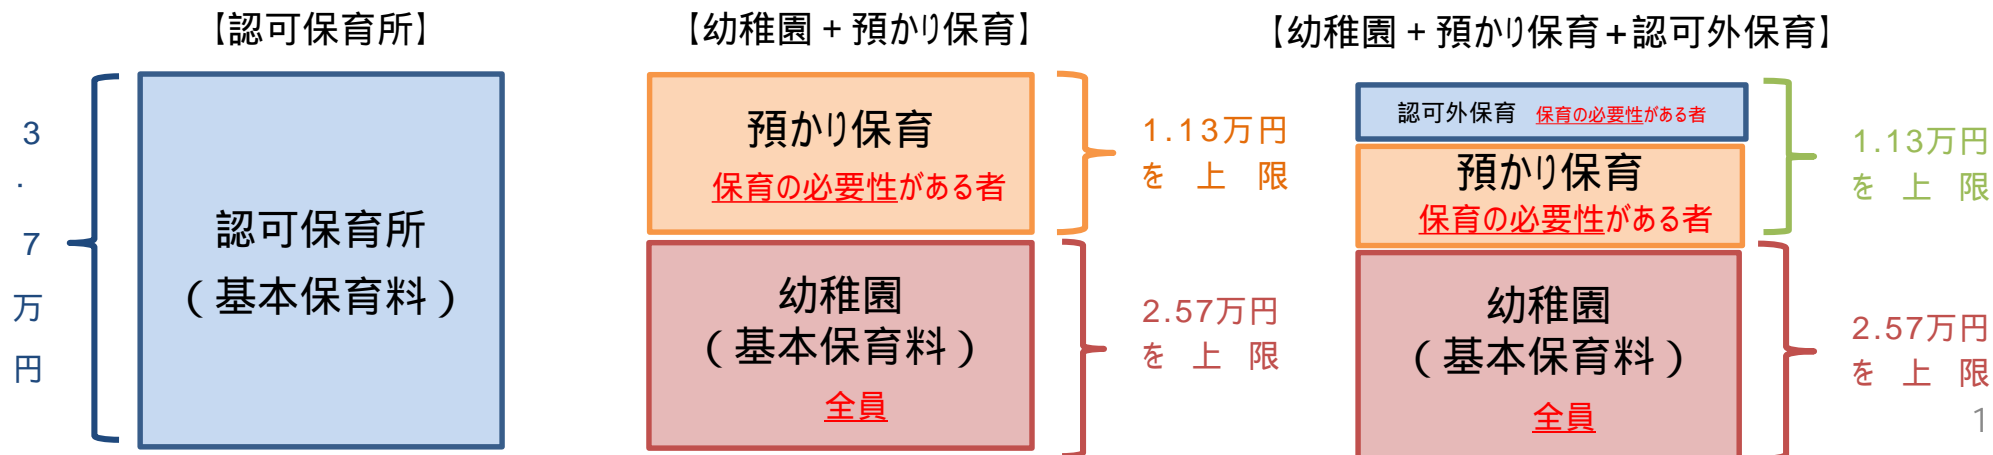 【認可保育所】
3.7万円
認可保育所
（基本保育料）
【幼稚園＋預かり保育】
預かり保育
保育の必要性がある者
1.13万円
を上限
幼稚園
（基本保育料）
全員
2.57万円
を上限
【幼稚園＋預かり保育＋認可外保育】
認可外保育 保育の必要性がある者
預かり保育
保育の必要性がある者
1.13万円
を上限
幼稚園
（基本保育料）
全員
2.57万円
を上限
1